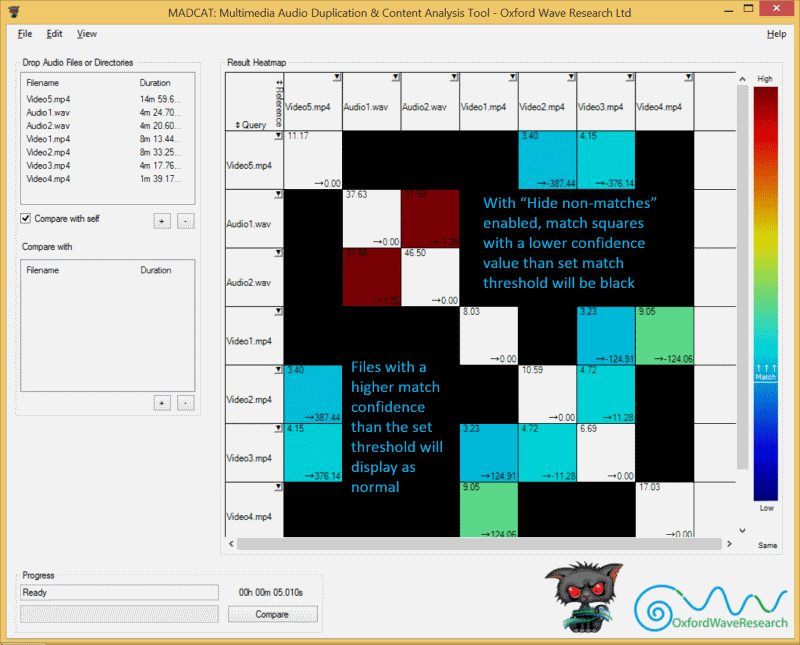 MADCAT: Multimedia Audio Duplication & Content Analysis Tool - Oxford Wave Research Ltd
File Edit View Help
Drop Audio Files or Directories
Filename Duration
Video5.mp4 14m 59.6...
Audio1.wav 4m 24.70...
Audio2.wav 4m 20.60...
Video1.mp4 8m 13.44...
Video2.mp4 8m 33.25...
Video3.mp4 4m 17.76...
Video4.mp4 1m 39.17...
Compare with self + -
Compare with
Filename Duration
+ -
Result Heatmap
Reference
Query
Video5.mp4 Audio1.wav Audio2.wav Video1.mp4 Video2.mp4 Video3.mp4 Video4.mp4
Video5.mp4
11.17 3.40 4.15
→0.00 →-387.44 →-376.14
Audio1.wav
37.63
→0.00
Audio2.wav
46.50
→1.25 →0.00
Video1.mp4
8.03 3.23 9.05
→0.00 →-124.91 →-124.06
Video2.mp4
3.40 10.59 4.72
→387.44 →0.00 →11.28
Video3.mp4
4.15 3.23 4.72 6.69
→376.14 →124.91 →-11.28 →0.00
Video4.mp4
9.05 17.03
→124.06 →0.00
With “Hide non-matches”
enabled, match squares
with a lower confidence
value than set match
threshold will be black
Files with a
higher match
confidence
than the set
threshold will
display as
normal
High
↑↑↑
Match
Low
Same
Progress
Ready 00h 00m 05.010s
Compare
OxfordWaveResearch